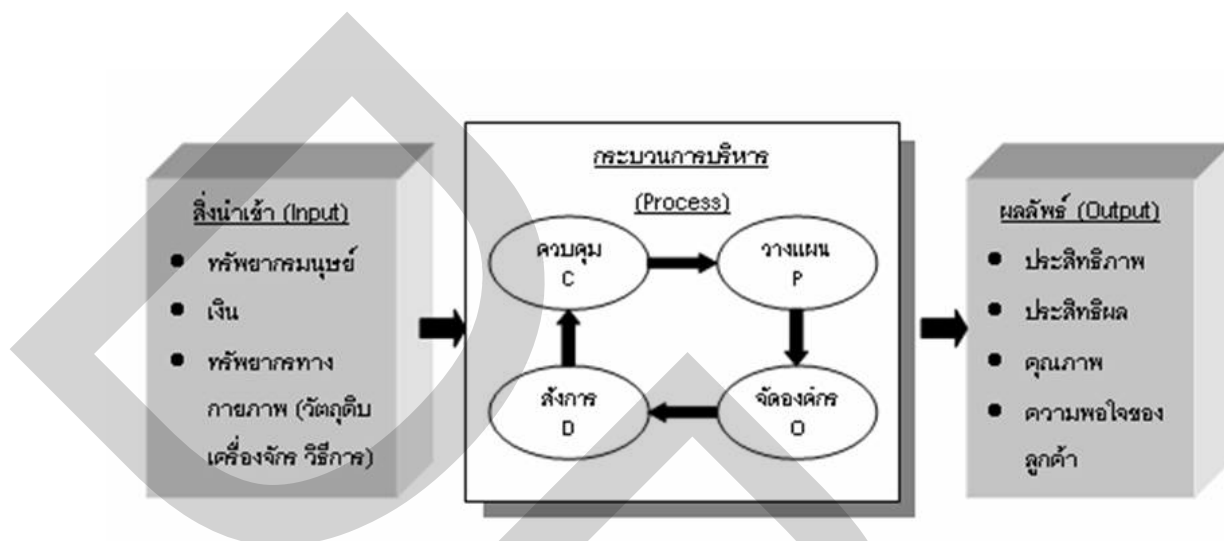 สิ่งนำเข้า (Input)
● ทรัพยากรมนุษย์
● เงิน
● ทรัพยากรทาง
กายภาพ (วัตถุดิบ
เครื่องจักร วิธีการ)
กระบวนการบริหาร
(Process)
ควบคุม
C
วางแผน
P
สั่งการ
D
จัดองค์กร
O
ผลลัพธ์ (Output)
● ประสิทธิภาพ
● ประสิทธิผล
● คุณภาพ
● ความพอใจของ
ลูกค้า